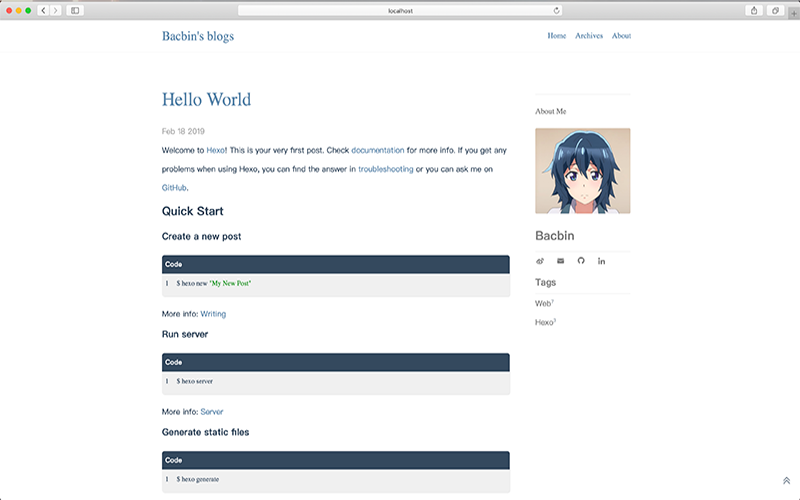 localhost
Bacbin's blogs
Home Archives About
Hello World
Feb 18 2019
Welcome to Hexo! This is your very first post. Check documentation for more info. If you get any
problems when using Hexo, you can find the answer in troubleshooting or you can ask me on
GitHub.
Quick Start
Create a new post
Code
1 $ hexo new "My New Post"
More info: Writing
Run server
Code
1 $ hexo server
More info: Server
Generate static files
Code
1 $ hexo generate
About Me
Bacbin
Tags
Web
Hexo